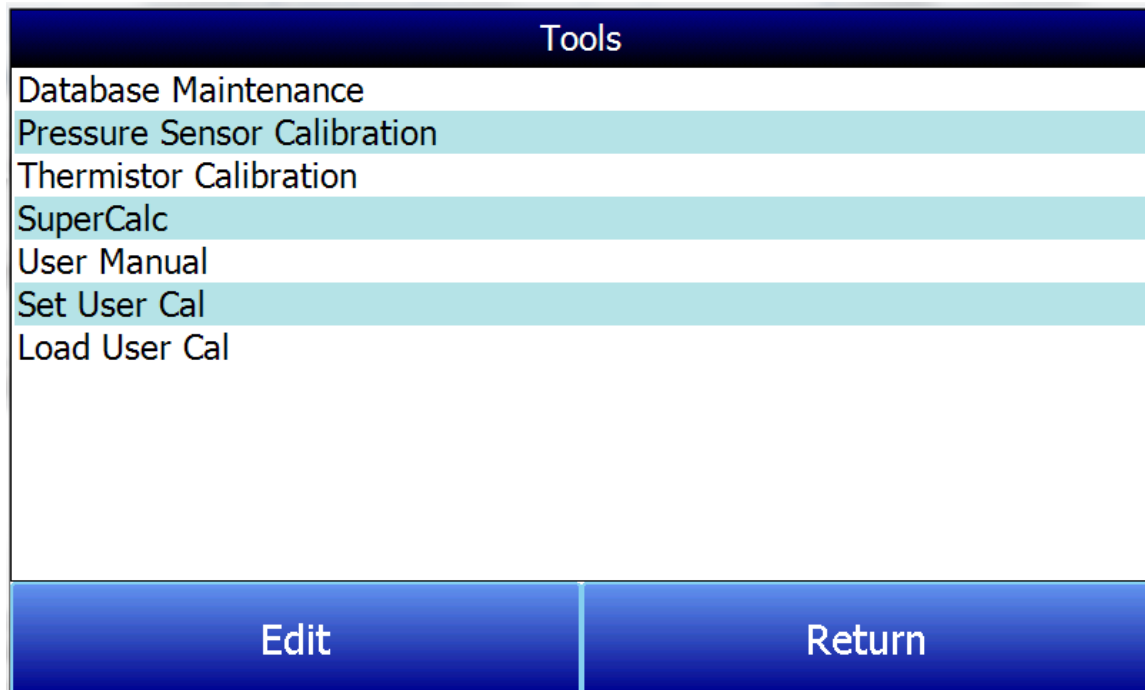 Tools
Database Maintenance
Pressure Sensor Calibration
Thermistor Calibration
SuperCalc
User Manual
Set User Cal
Load User Cal
Edit
Return